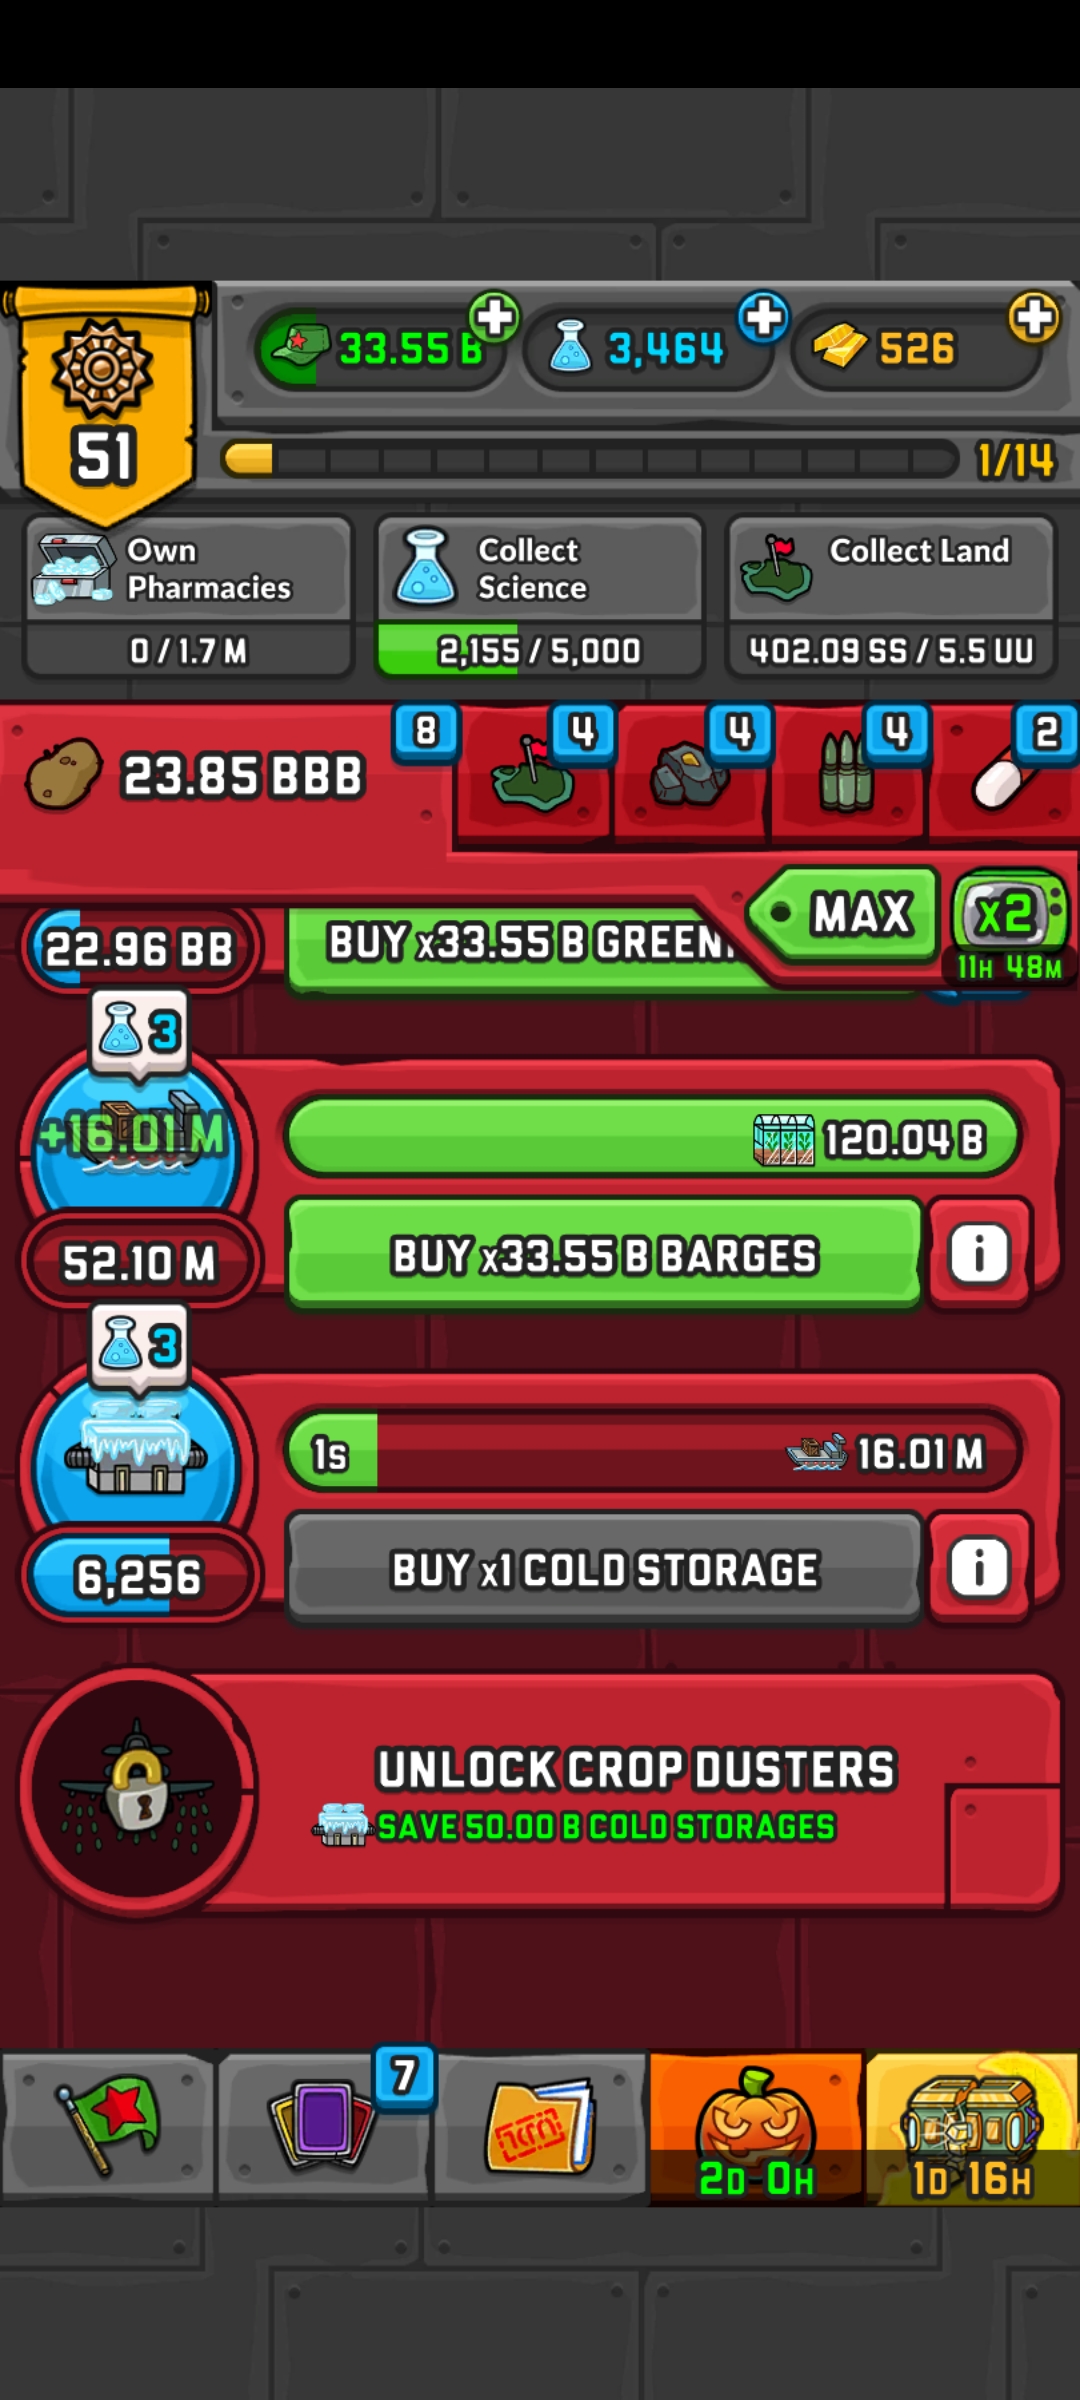 33.55 B
3,464
526
51
1/14
Own
Pharmacies
0 / 1.7 M
Collect
Science
2,155 / 5,000
Collect Land
402.09 SS / 5.5 UU
23.85 BBB
8
4
4
4
2
MAX
x2
11H 48M
22.96 BB
BUY x33.55 B
3
+16.01 M
120.04 B
52.10 M
BUY x33.55 B BARGES
i
3
1s
16.01 M
6,256
BUY x1 COLD STORAGE
i
UNLOCK CROP DUSTERS
SAVE 50.00 B COLD STORAGES
7
2D 0H
1D 16H